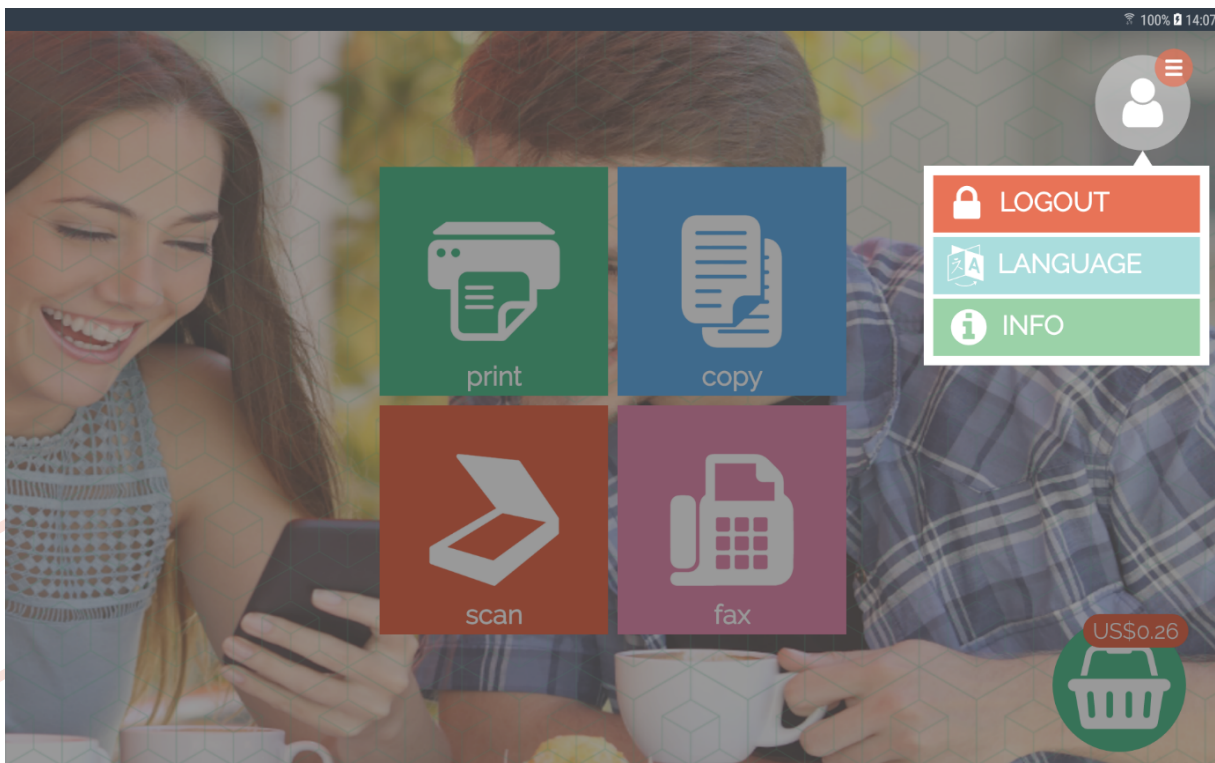 100% 14:07
LOGOUT
LANGUAGE
INFO
print
copy
scan
fax
US$0.26